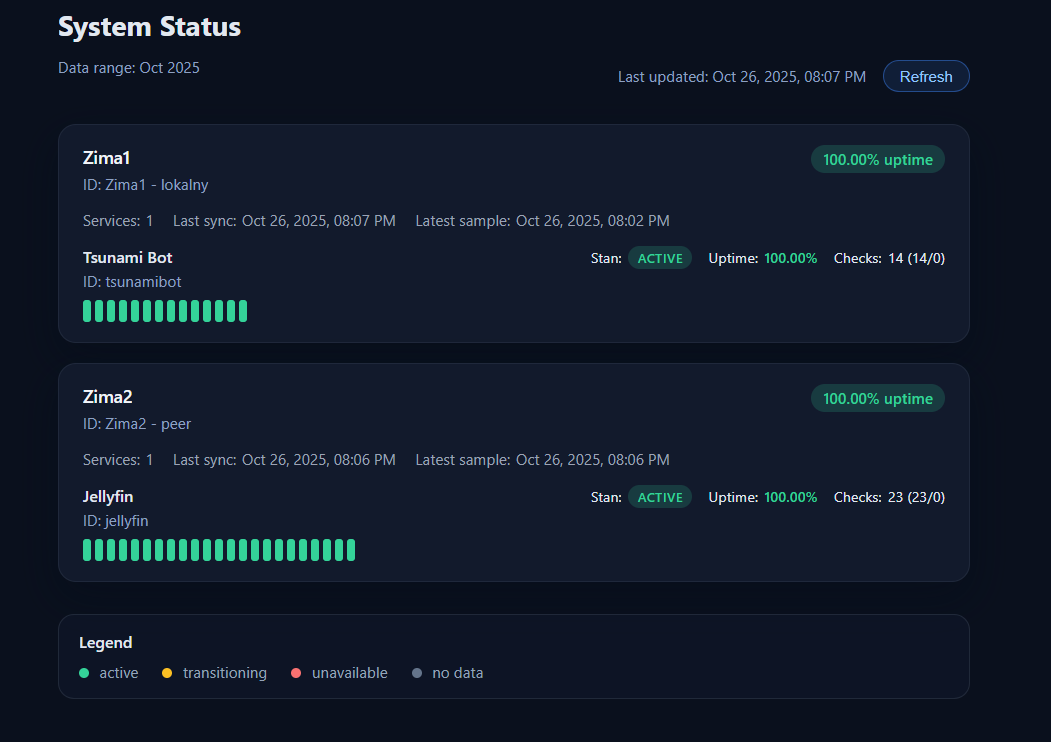 System Status
Data range: Oct 2025
Last updated: Oct 26, 2025, 08:07 PM
Refresh
Zima1
100.00% uptime
ID: Zima1 - lokalny
Services: 1 Last sync: Oct 26, 2025, 08:07 PM Latest sample: Oct 26, 2025, 08:02 PM
Tsunami Bot
Stan: ACTIVE Uptime: 100.00% Checks: 14 (14/0)
ID: tsunamibot
Zima2
100.00% uptime
ID: Zima2 - peer
Services: 1 Last sync: Oct 26, 2025, 08:06 PM Latest sample: Oct 26, 2025, 08:06 PM
Jellyfin
Stan: ACTIVE Uptime: 100.00% Checks: 23 (23/0)
ID: jellyfin
Legend
active transitioning unavailable no data